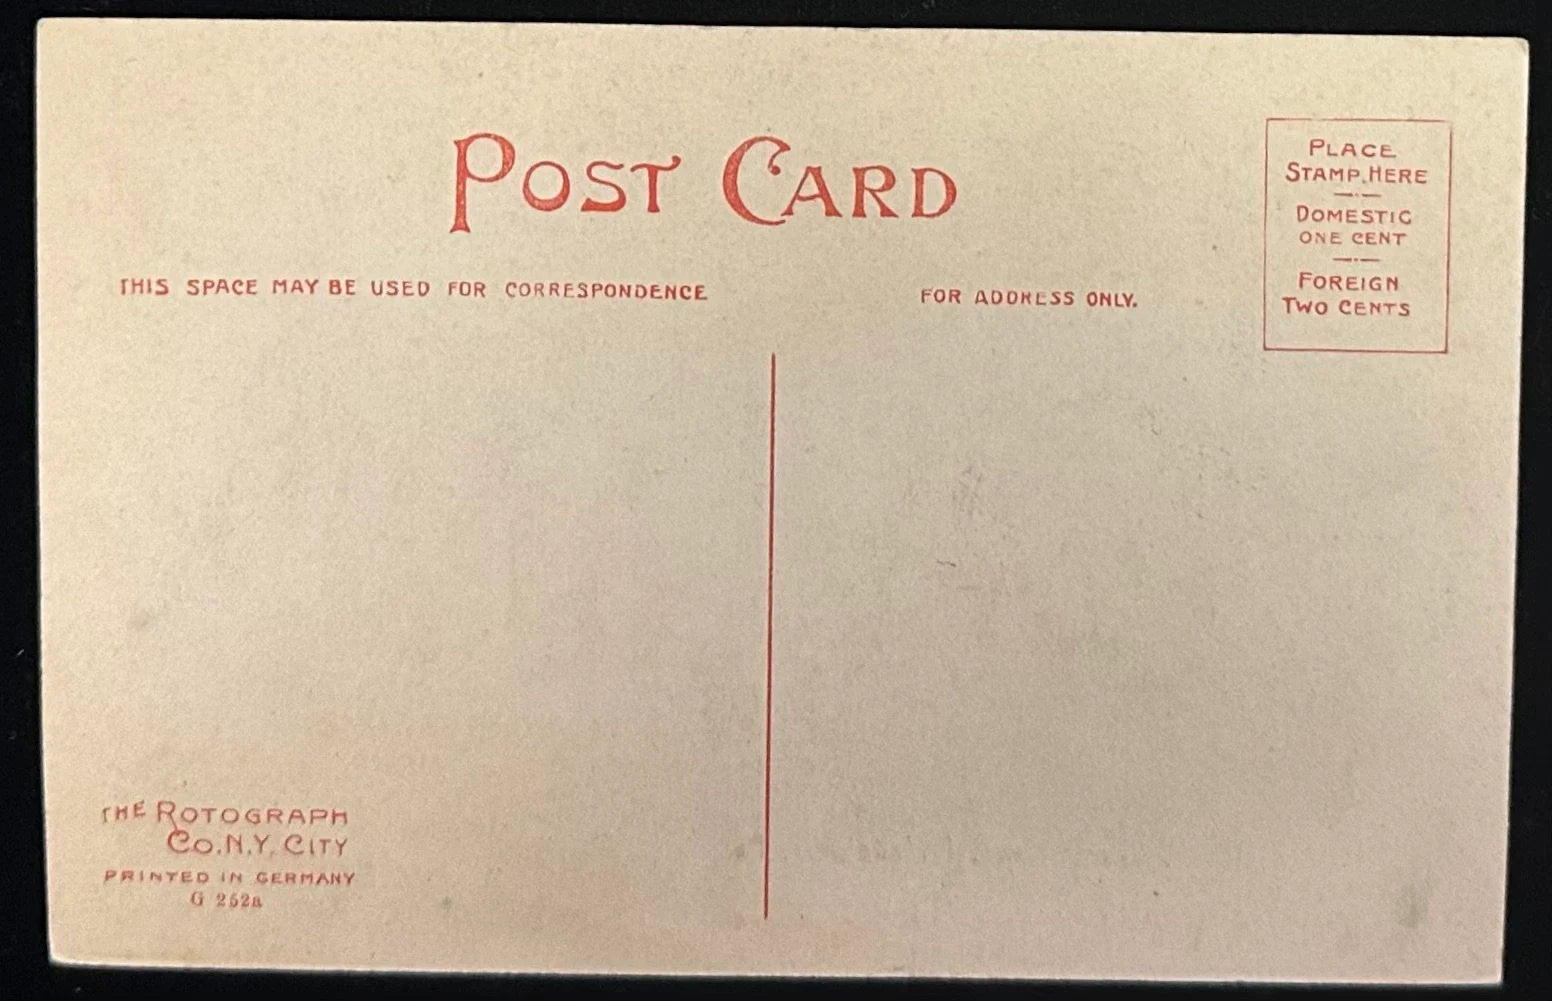 POST CARD
THIS SPACE MAY BE USED FOR CORRESPONDENCE
FOR ADDRESS ONLY.
PLACE
STAMP HERE
DOMESTIC
ONE CENT
FOREIGN
TWO CENTS
THE ROTOGRAPH
CO. N.Y. CITY
PRINTED IN GERMANY
G 252a